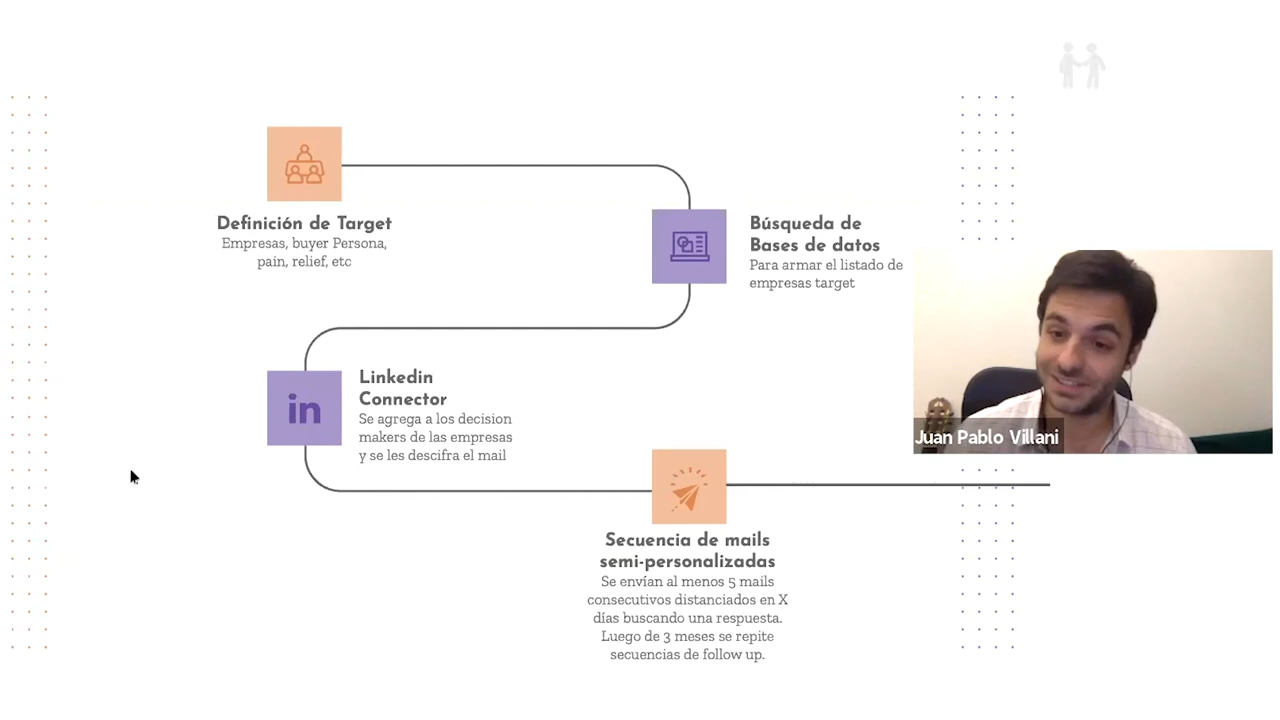 Definición de Target
Empresas, buyer Persona,
pain, relief, etc
Búsqueda de
Bases de datos
Para armar el listado de
empresas target
Linkedin
Connector
Se agrega a los decision
makers de las empresas
y se les descifra el mail
in
Juan Pablo Villani
Secuencia de mails
semi-personalizadas
Se envían al menos 5 mails
consecutivos distanciados en X
días buscando una respuesta.
Luego de 3 meses se repite
secuencias de follow up.